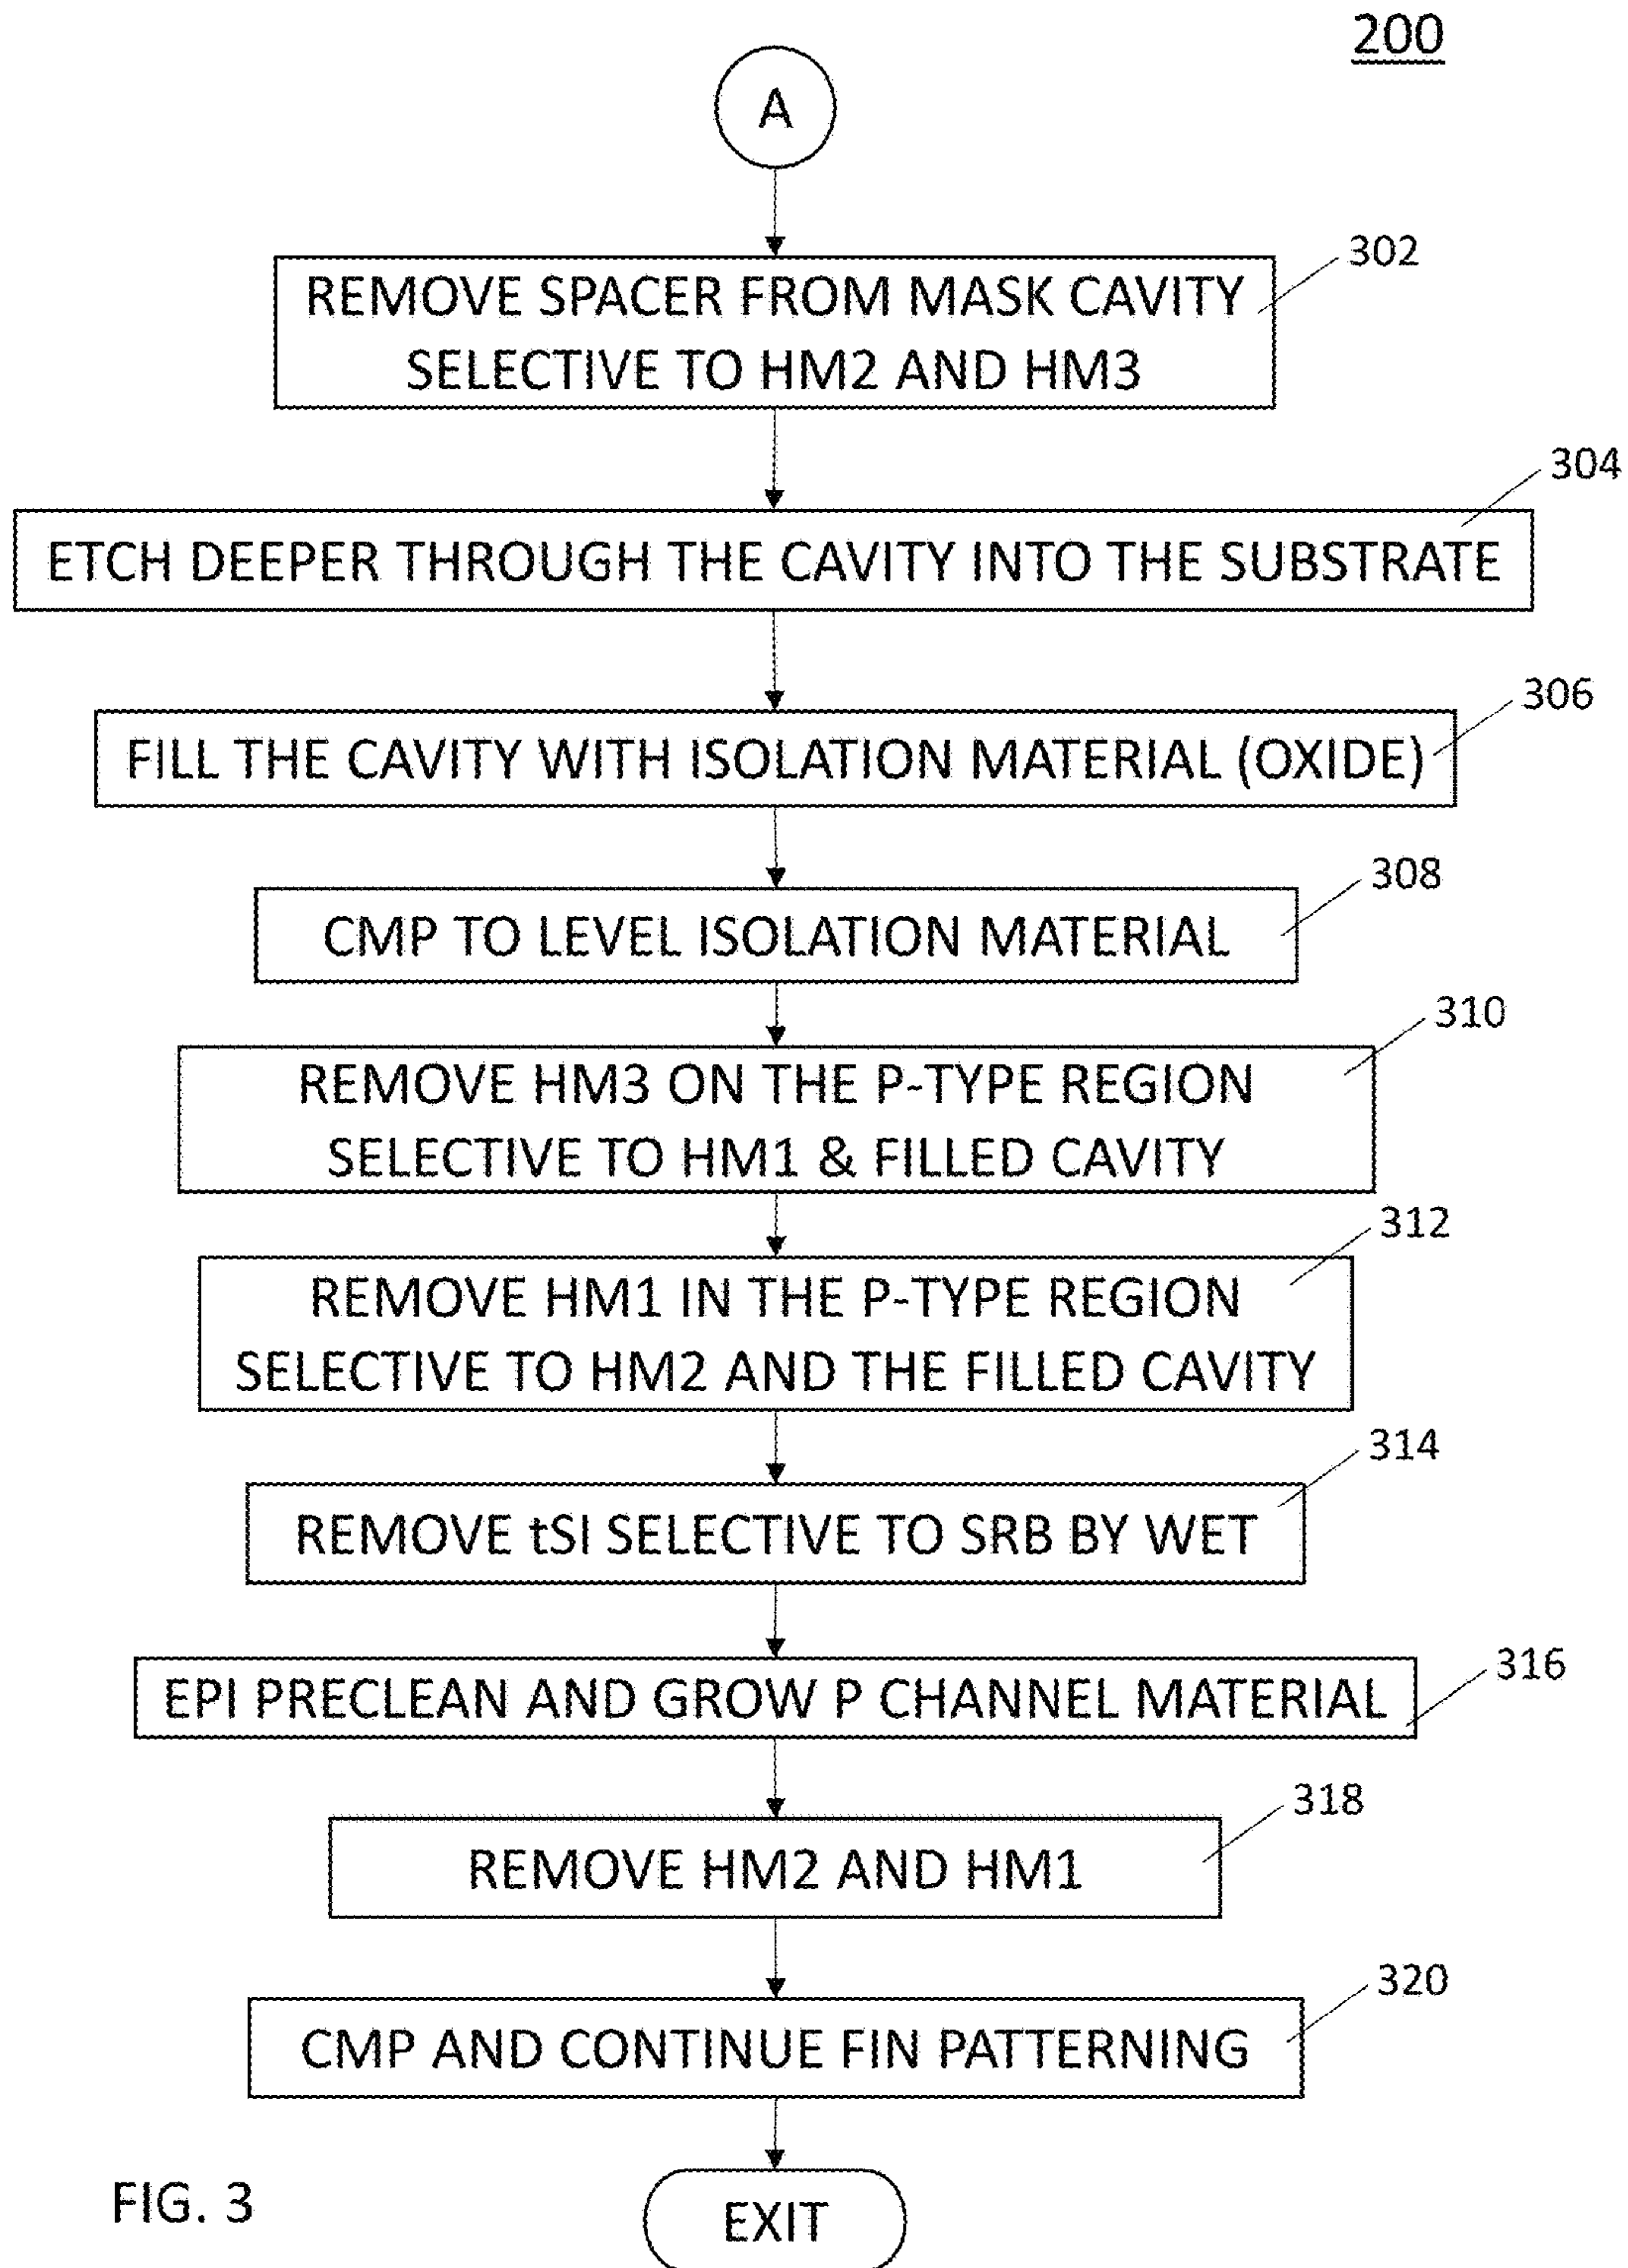 200
A
302
REMOVE SPACER FROM MASK CAVITY
SELECTIVE TO HM2 AND HM3
304
ETCH DEEPER THROUGH THE CAVITY INTO THE SUBSTRATE
306
FILL THE CAVITY WITH ISOLATION MATERIAL (OXIDE)
308
CMP TO LEVEL ISOLATION MATERIAL
310
REMOVE HM3 ON THE P-TYPE REGION
SELECTIVE TO HM1 & FILLED CAVITY
312
REMOVE HM1 IN THE P-TYPE REGION
SELECTIVE TO HM2 AND THE FILLED CAVITY
314
REMOVE tSI SELECTIVE TO SRB BY WET
316
EPI PRECLEAN AND GROW P CHANNEL MATERIAL
318
REMOVE HM2 AND HM1
320
CMP AND CONTINUE FIN PATTERNING
FIG. 3
EXIT